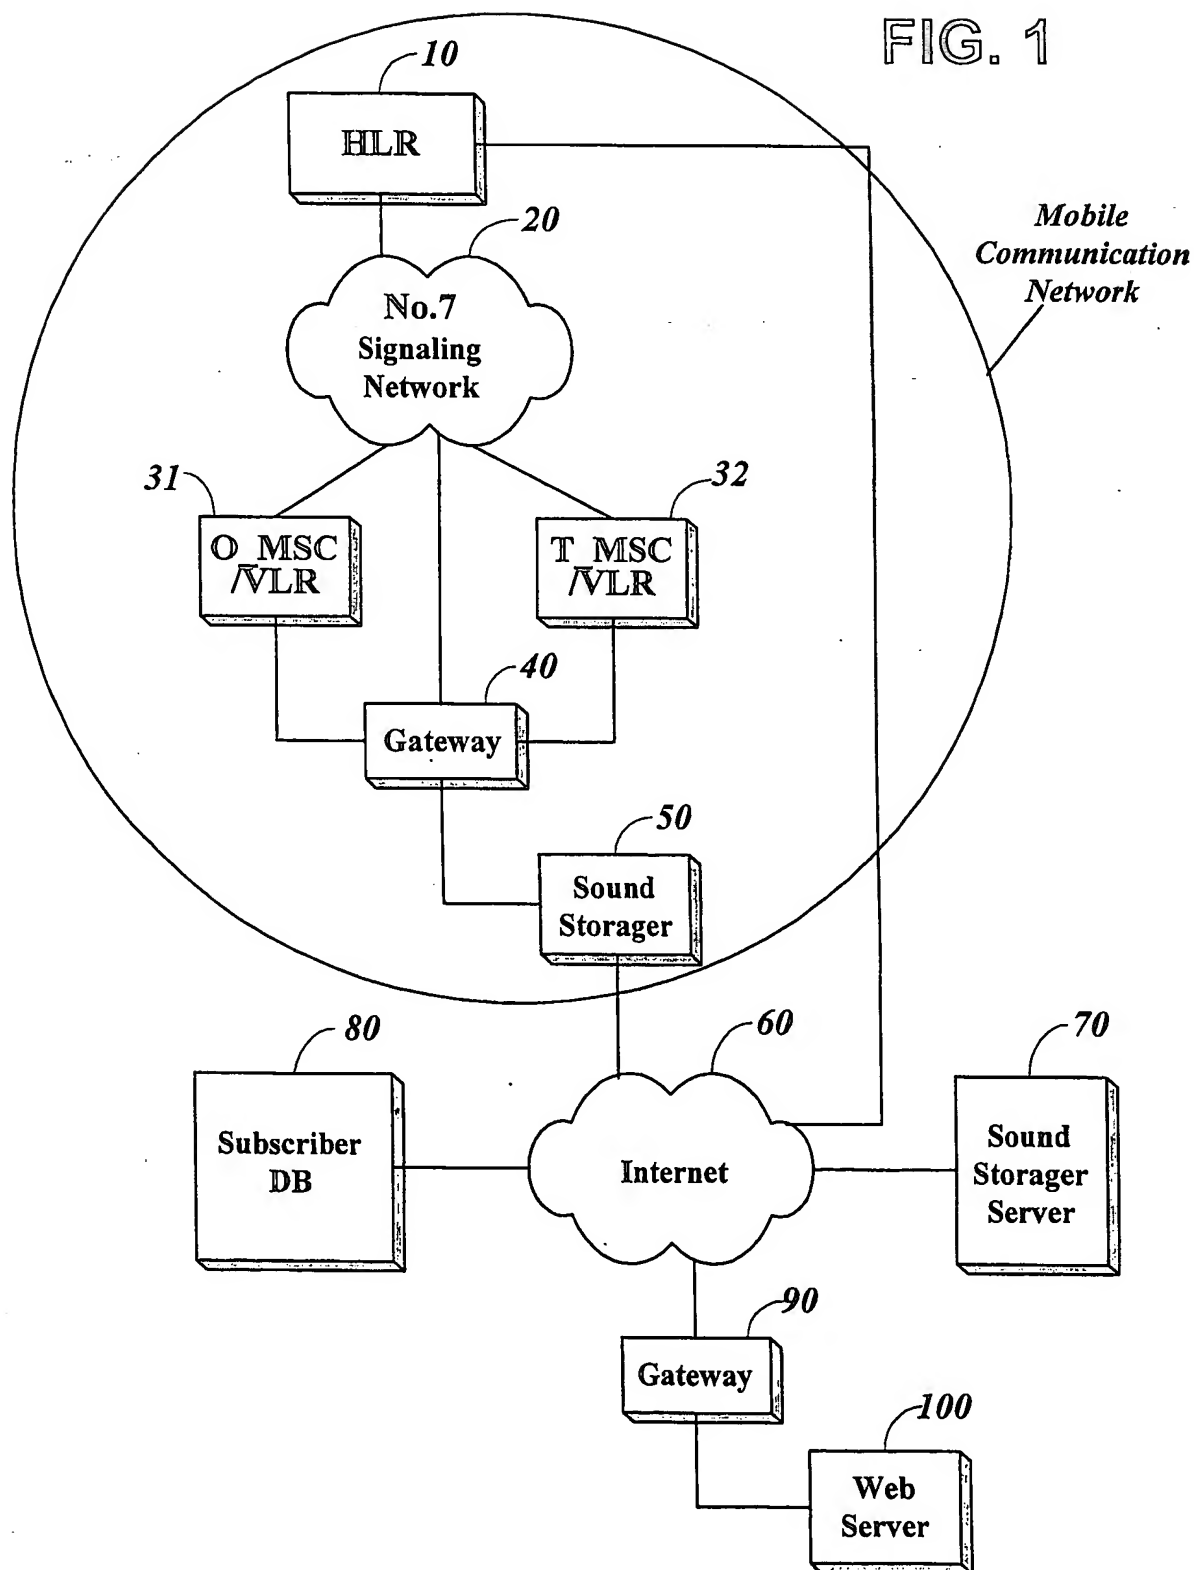 FIG. 1
10
HLR
20
Mobile
Communication
Network
No.7
Signaling
Network
31
32
O_MSC
/VLR
T_MSC
/VLR
40
Gateway
50
Sound
Storager
80
60
70
Subscriber
DB
Internet
Sound
Storager
Server
90
Gateway
100
Web
Server